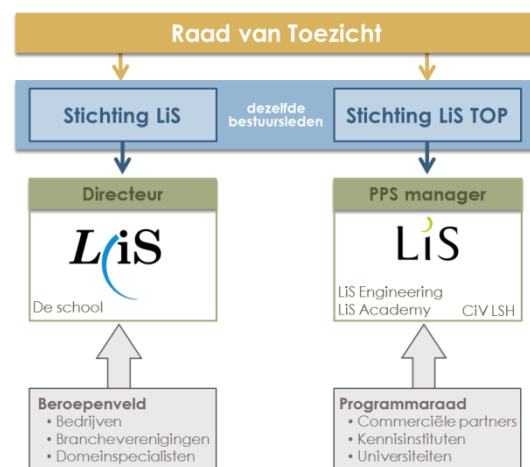 Raad van Toezicht
Stichting LiS
dezelfde
bestuursleden
Stichting LiS TOP
Directeur
LiS
De school
PPS manager
LiS
LiS Engineering
LiS Academy
CiV LSH
Beroepenveld
• Bedrijven
• Brancheverenigingen
• Domeinspecialisten
Programmaraad
• Commerciële partners
• Kennisinstituten
• Universiteiten